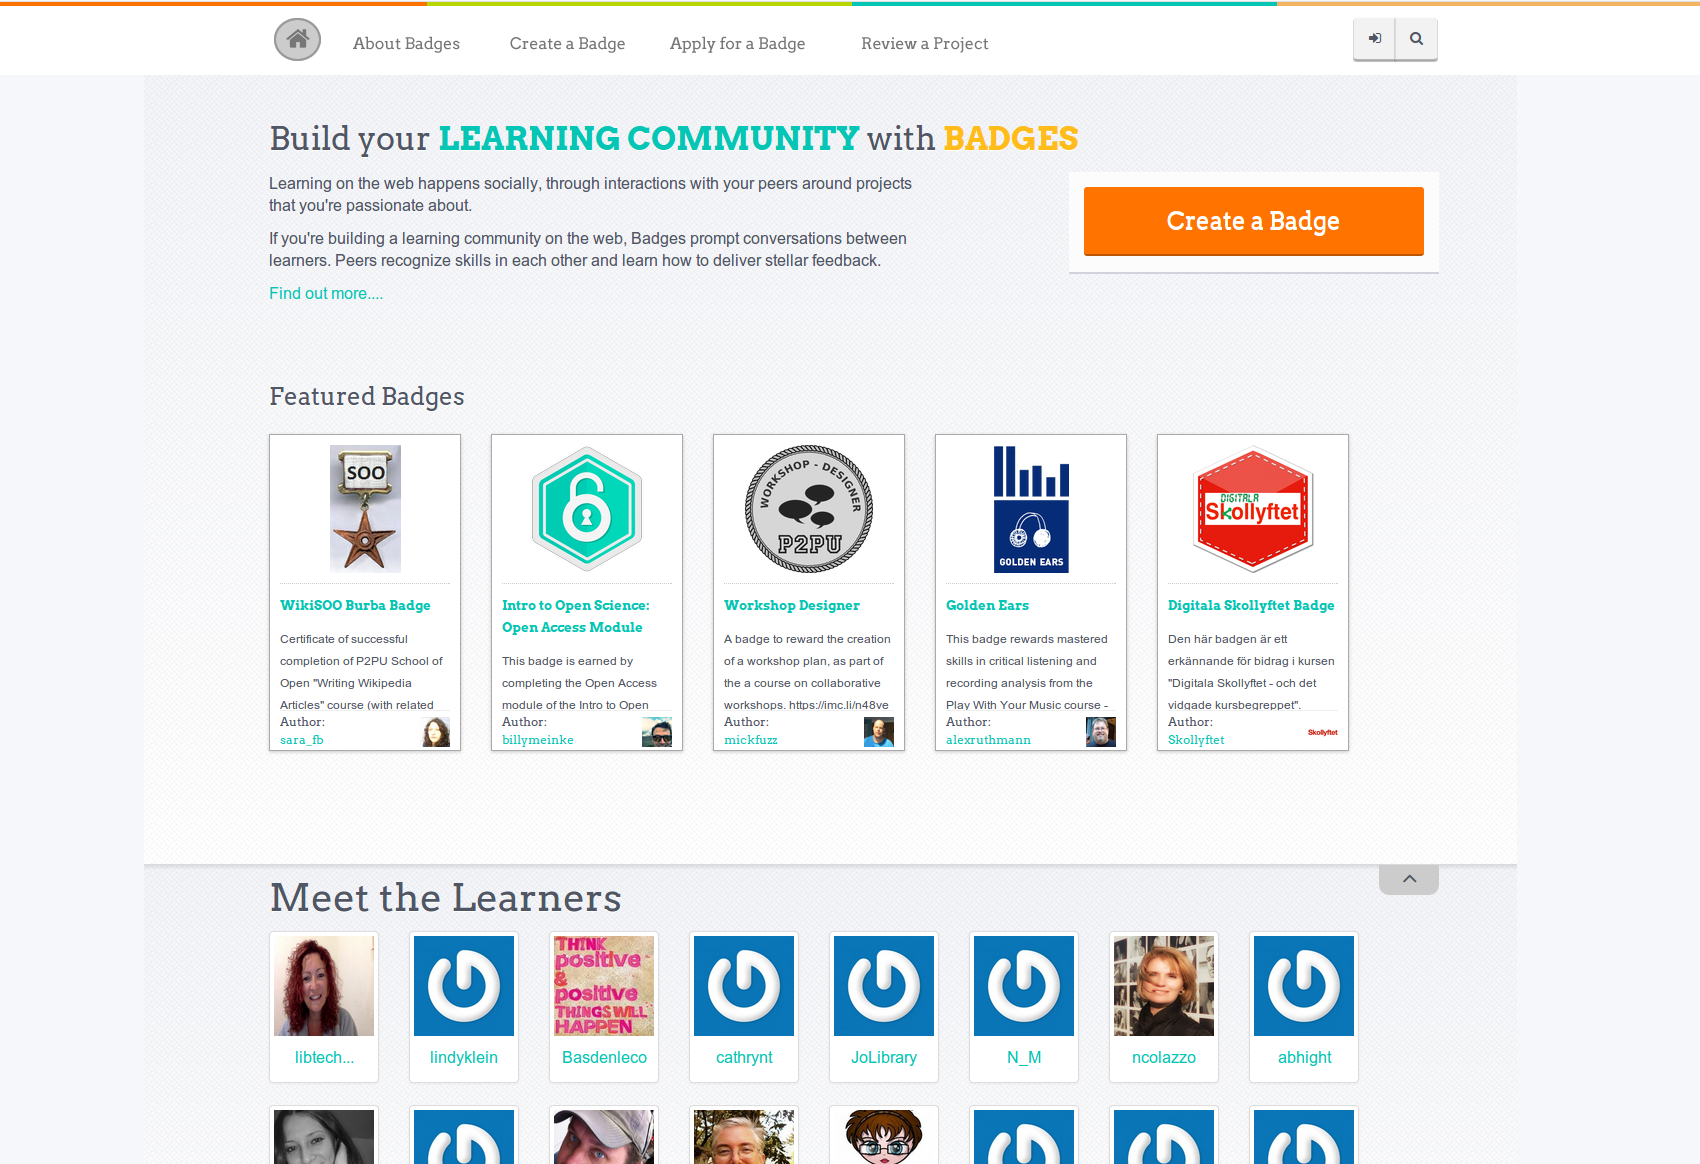 About Badges
Create a Badge
Apply for a Badge
Review a Project
Build your LEARNING COMMUNITY with BADGES
Learning on the web happens socially, through interactions with your peers around projects
that you're passionate about.
If you're building a learning community on the web, Badges prompt conversations between
learners. Peers recognize skills in each other and learn how to deliver stellar feedback.
Find out more....
Create a Badge
Featured Badges
SOO
WikiSOO Burba Badge
Certificate of successful
completion of P2PU School of
Open "Writing Wikipedia
Articles" course (with related
Author:
sara_fb
Intro to Open Science:
Open Access Module
This badge is earned by
completing the Open Access
module of the Intro to Open
Author:
billymeinke
WORKSHOP - DESIGNER
P2PU
Workshop Designer
A badge to reward the creation
of a workshop plan, as part of
the a course on collaborative
workshops. https://imc.li/n48ve
Author:
mickfuzz
GOLDEN EARS
Golden Ears
This badge rewards mastered
skills in critical listening and
recording analysis from the
Play With Your Music course -
Author:
alexruthmann
DIGITALA
Skollyftet
Digitala Skollyftet Badge
Den här badgen är ett
erkännande för bidrag i kursen
"Digitala Skollyftet - och det
vidgade kursbegreppet".
Author:
Skollyftet
Skollyftet
Meet the Learners
libtech...
lindyklein
THINK
positive
&
positive
THINGS WILL
HAPPEN
Basdenleco
cathrynt
JoLibrary
N_M
ncolazzo
abhight